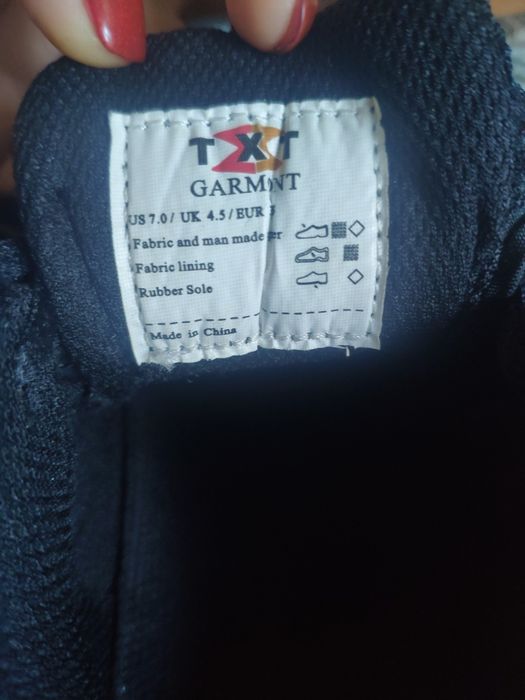 TXT
GARMONT
US 7.0 / UK 4.5 / EUR
Fabric and man made
Fabric lining
Rubber Sole
Made in China